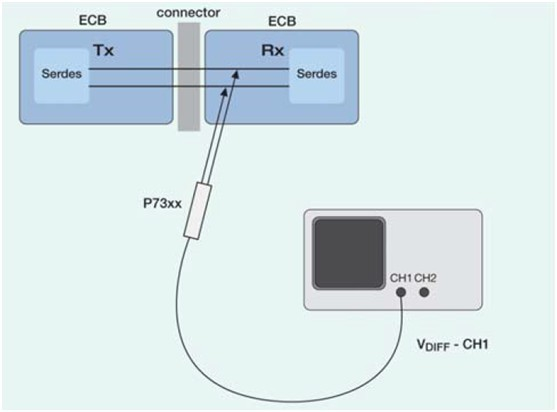 connector
ECB
ECB
Tx
Rx
Serdes
Serdes
P73xx
CH1 CH2
VDIFF - CH1